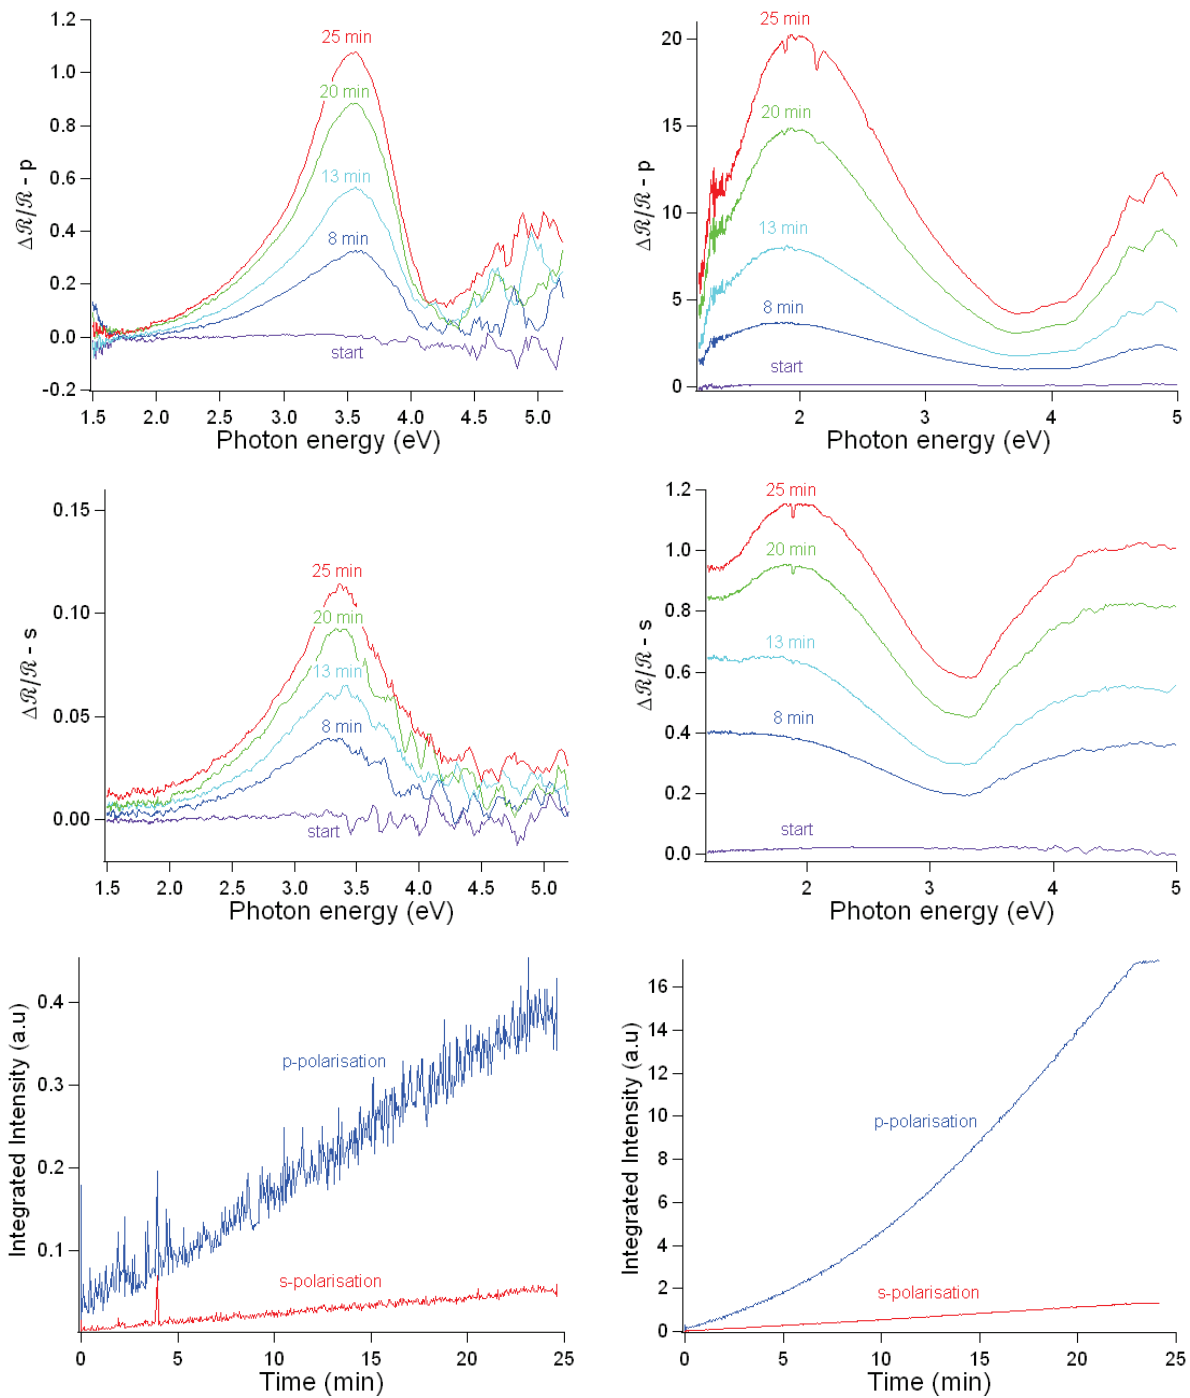 1.2
1.0
0.8
0.6
0.4
0.2
0.0
-0.2
Δℛ/ℛ - p
25 min
20 min
13 min
8 min
start
1.5 2.0 2.5 3.0 3.5 4.0 4.5 5.0
Photon energy (eV)
20
15
10
5
0
Δℛ/ℛ - p
25 min
20 min
13 min
8 min
start
2 3 4 5
Photon energy (eV)
0.15
0.10
0.05
0.00
Δℛ/ℛ - s
25 min
20 min
13 min
8 min
start
1.5 2.0 2.5 3.0 3.5 4.0 4.5 5.0
Photon energy (eV)
1.2
1.0
0.8
0.6
0.4
0.2
0.0
Δℛ/ℛ - s
25 min
20 min
13 min
8 min
start
2 3 4 5
Photon energy (eV)
0.4
0.3
0.2
0.1
Integrated Intensity (a.u)
p-polarisation
s-polarisation
0 5 10 15 20 25
Time (min)
16
14
12
10
8
6
4
2
0
Integrated Intensity (a.u)
p-polarisation
s-polarisation
0 5 10 15 20 25
Time (min)